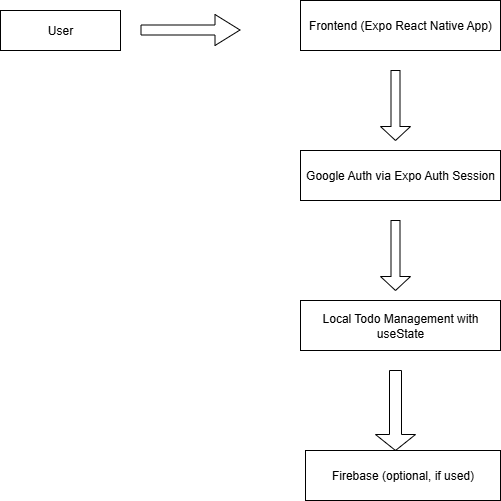 User
Frontend (Expo React Native App)
Google Auth via Expo Auth Session
Local Todo Management with
useState
Firebase (optional, if used)